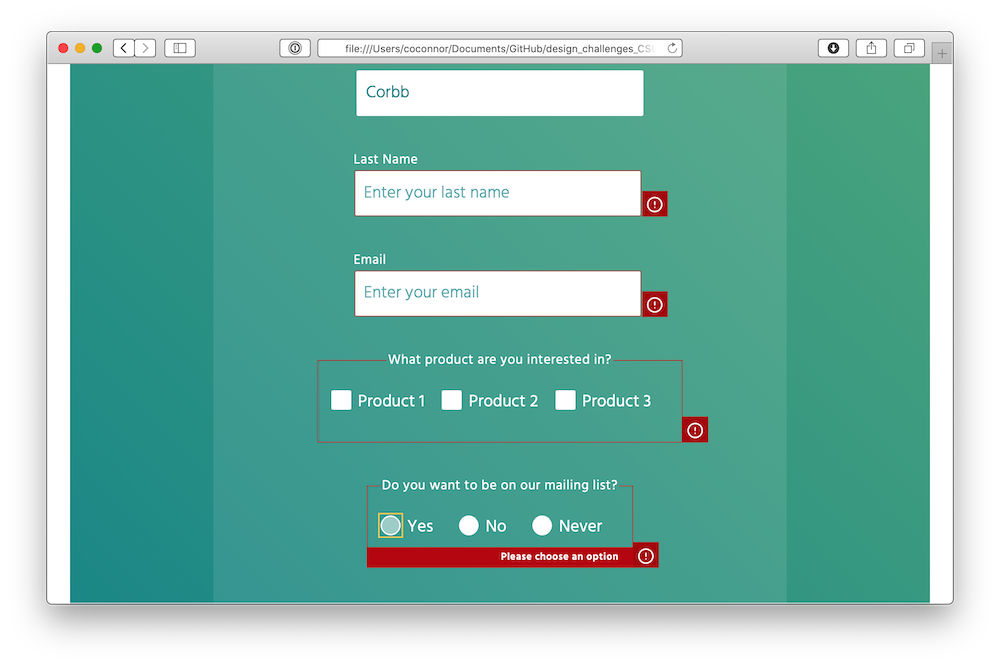 file:///Users/coconnor/Documents/GitHub/design_challenges_CS
Corbb
Last Name
Enter your last name
Email
Enter your email
What product are you interested in?
Product 1 Product 2 Product 3
Do you want to be on our mailing list?
Yes No Never
Please choose an option